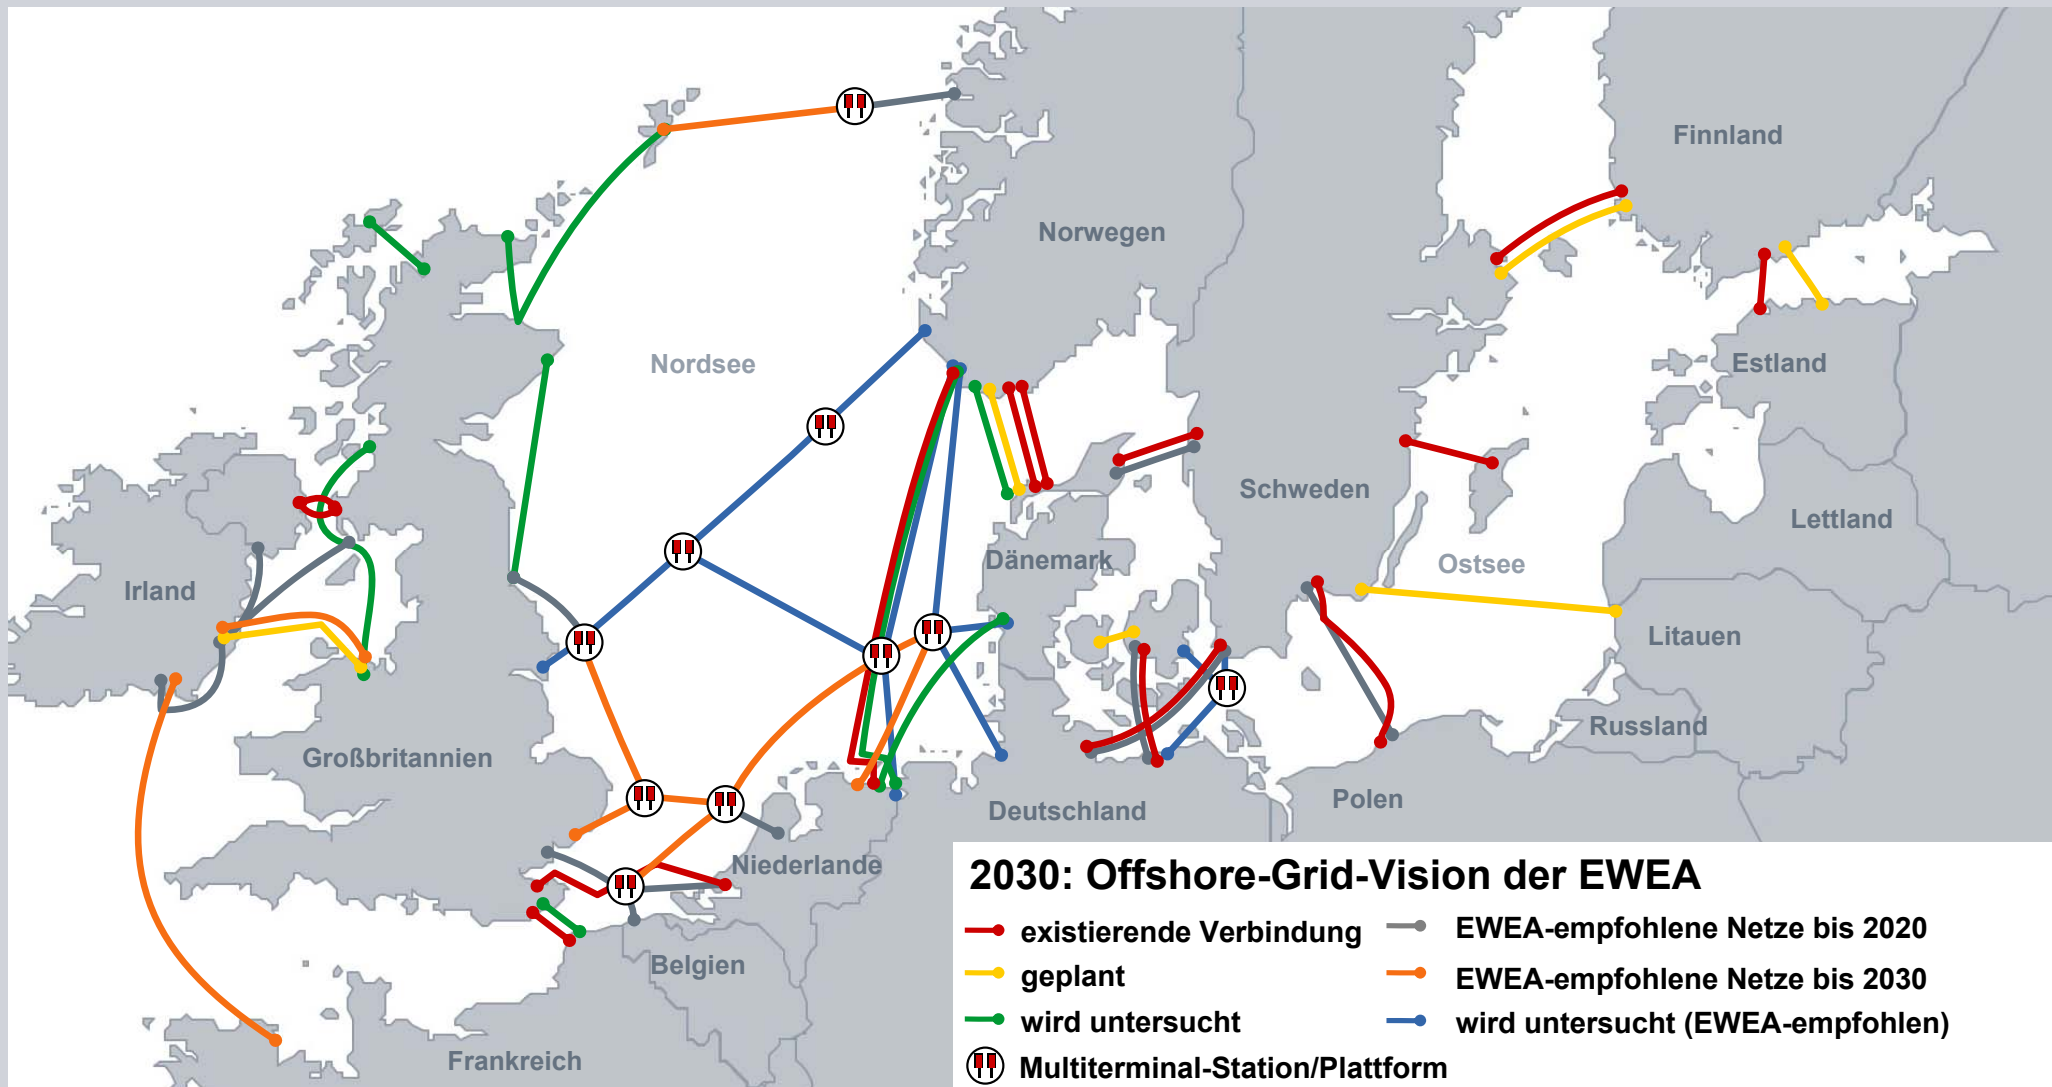 Finnland
Norwegen
Nordsee
Estland
Schweden
Lettland
Dänemark
Ostsee
Irland
Litauen
Russland
Großbritannien
Polen
Deutschland
Niederlande
Belgien
Frankreich
2030: Offshore-Grid-Vision der EWEA
existierende Verbindung
EWEA-empfohlene Netze bis 2020
geplant
EWEA-empfohlene Netze bis 2030
wird untersucht
wird untersucht (EWEA-empfohlen)
Multiterminal-Station/Plattform